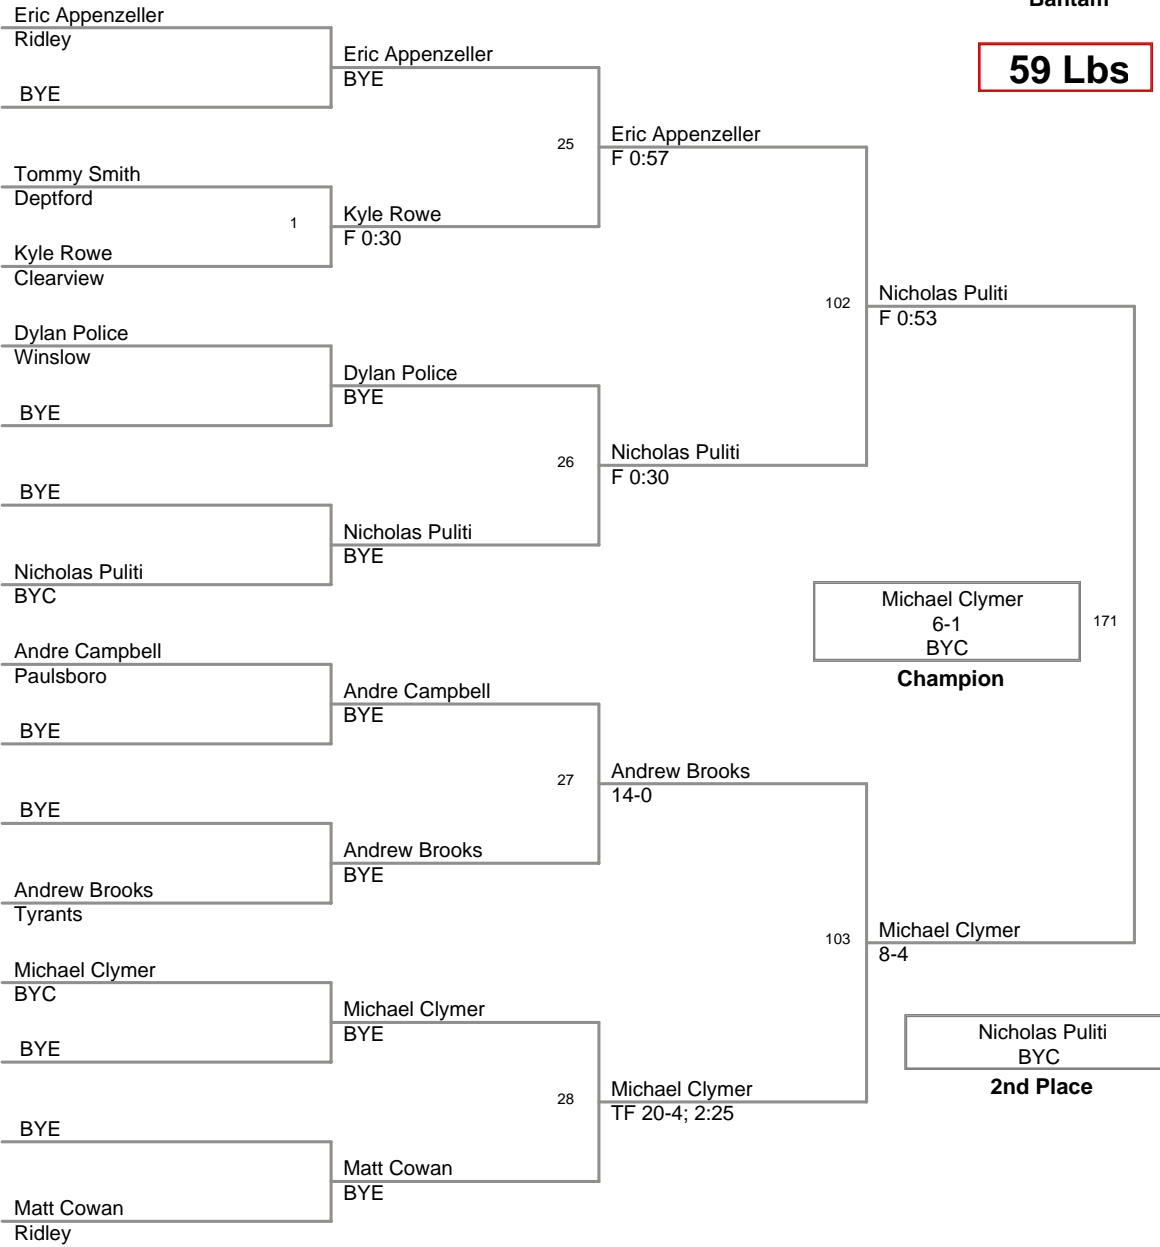 Bantam
59 Lbs
Eric Appenzeller
Ridley
BYE
Tommy Smith
Deptford
1
Kyle Rowe
Clearview
Dylan Police
Winslow
BYE
BYE
Nicholas Puliti
BYC
Andre Campbell
Paulsboro
BYE
BYE
Andrew Brooks
Tyrants
Michael Clymer
BYC
BYE
BYE
Matt Cowan
Ridley
Eric Appenzeller
BYE
25
Kyle Rowe
F 0:30
Dylan Police
BYE
26
Nicholas Puliti
BYE
Andre Campbell
BYE
27
Andrew Brooks
BYE
Michael Clymer
BYE
28
Matt Cowan
BYE
Eric Appenzeller
F 0:57
102
Nicholas Puliti
F 0:30
Andrew Brooks
14-0
103
Michael Clymer
TF 20-4; 2:25
Nicholas Puliti
F 0:53
171
Michael Clymer
8-4
Michael Clymer
6-1
BYC
Champion
Nicholas Puliti
BYC
2nd Place